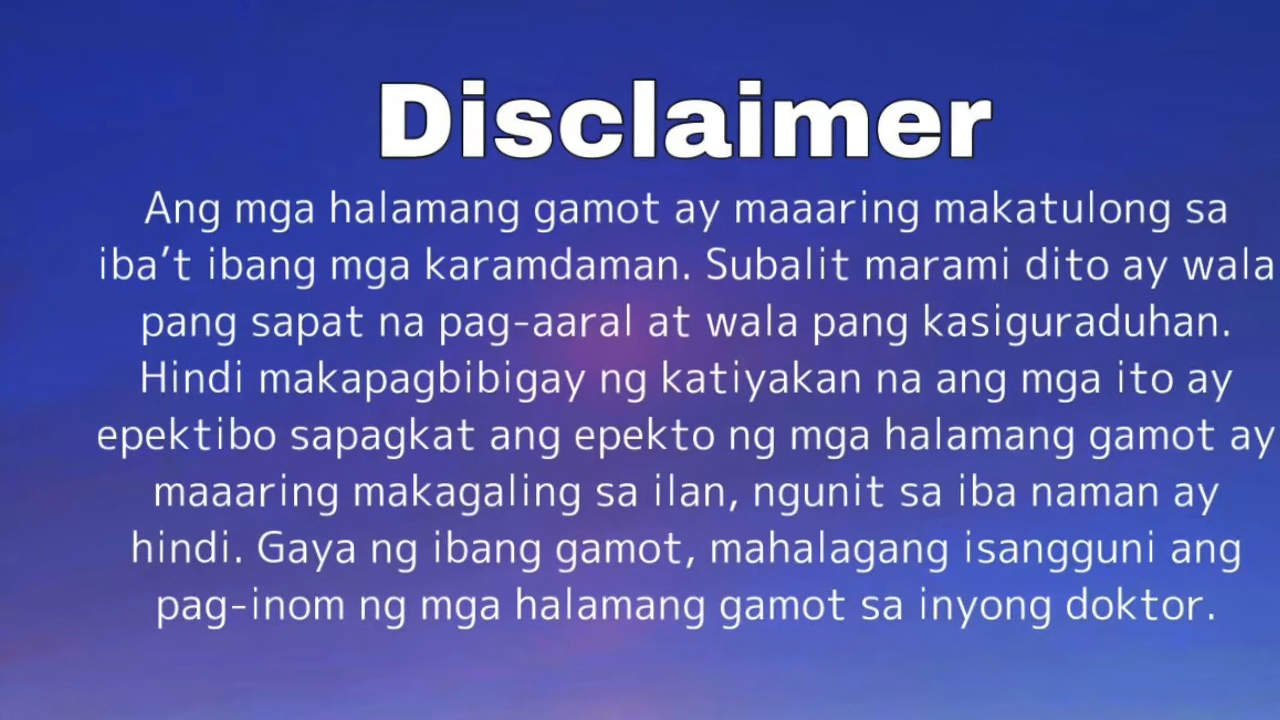 Disclaimer
Ang mga halamang gamot ay maaaring makatulong sa
iba’t ibang mga karamdaman. Subalit marami dito ay wala
pang sapat na pag-aaral at wala pang kasiguraduhan.
Hindi makapagbibigay ng katiyakan na ang mga ito ay
epektibo sapagkat ang epekto ng mga halamang gamot ay
maaaring makagaling sa ilan, ngunit sa iba naman ay
hindi. Gaya ng ibang gamot, mahalagang isangguni ang
pag-inom ng mga halamang gamot sa inyong doktor.